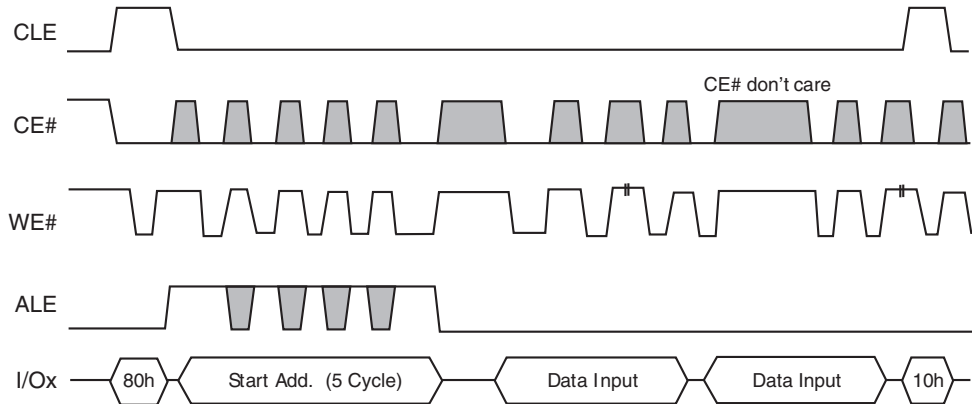 CLE
CE# don't care
CE#
WE#
ALE
I/Ox 80h Start Add. (5 Cycle) Data Input Data Input 10h